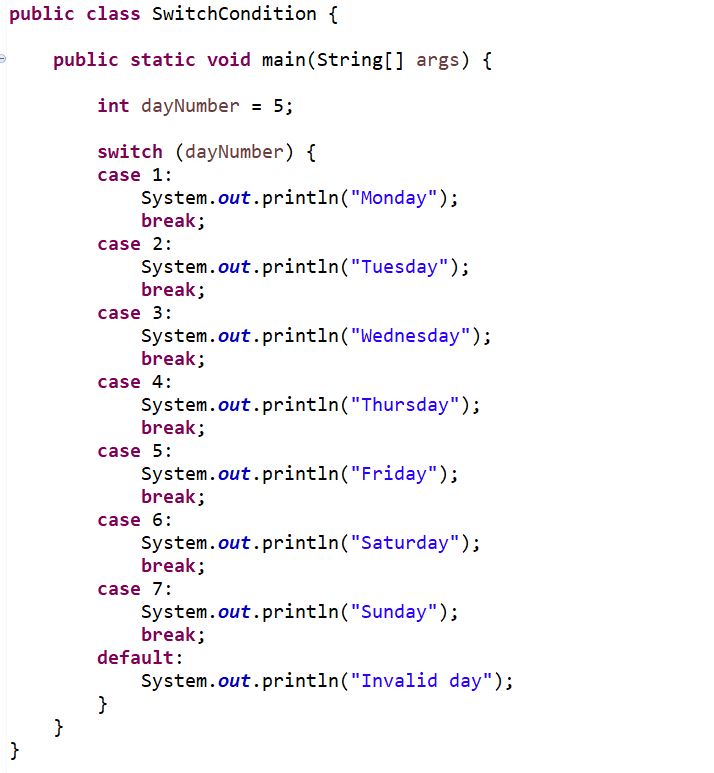 public class SwitchCondition {
public static void main(String[] args) {
int dayNumber = 5;
switch (dayNumber) {
case 1:
System.out.println("Monday");
break;
case 2:
System.out.println("Tuesday");
break;
case 3:
System.out.println("Wednesday");
break;
case 4:
System.out.println("Thursday");
break;
case 5:
System.out.println("Friday");
break;
case 6:
System.out.println("Saturday");
break;
case 7:
System.out.println("Sunday");
break;
default:
System.out.println("Invalid day");
}
}
}